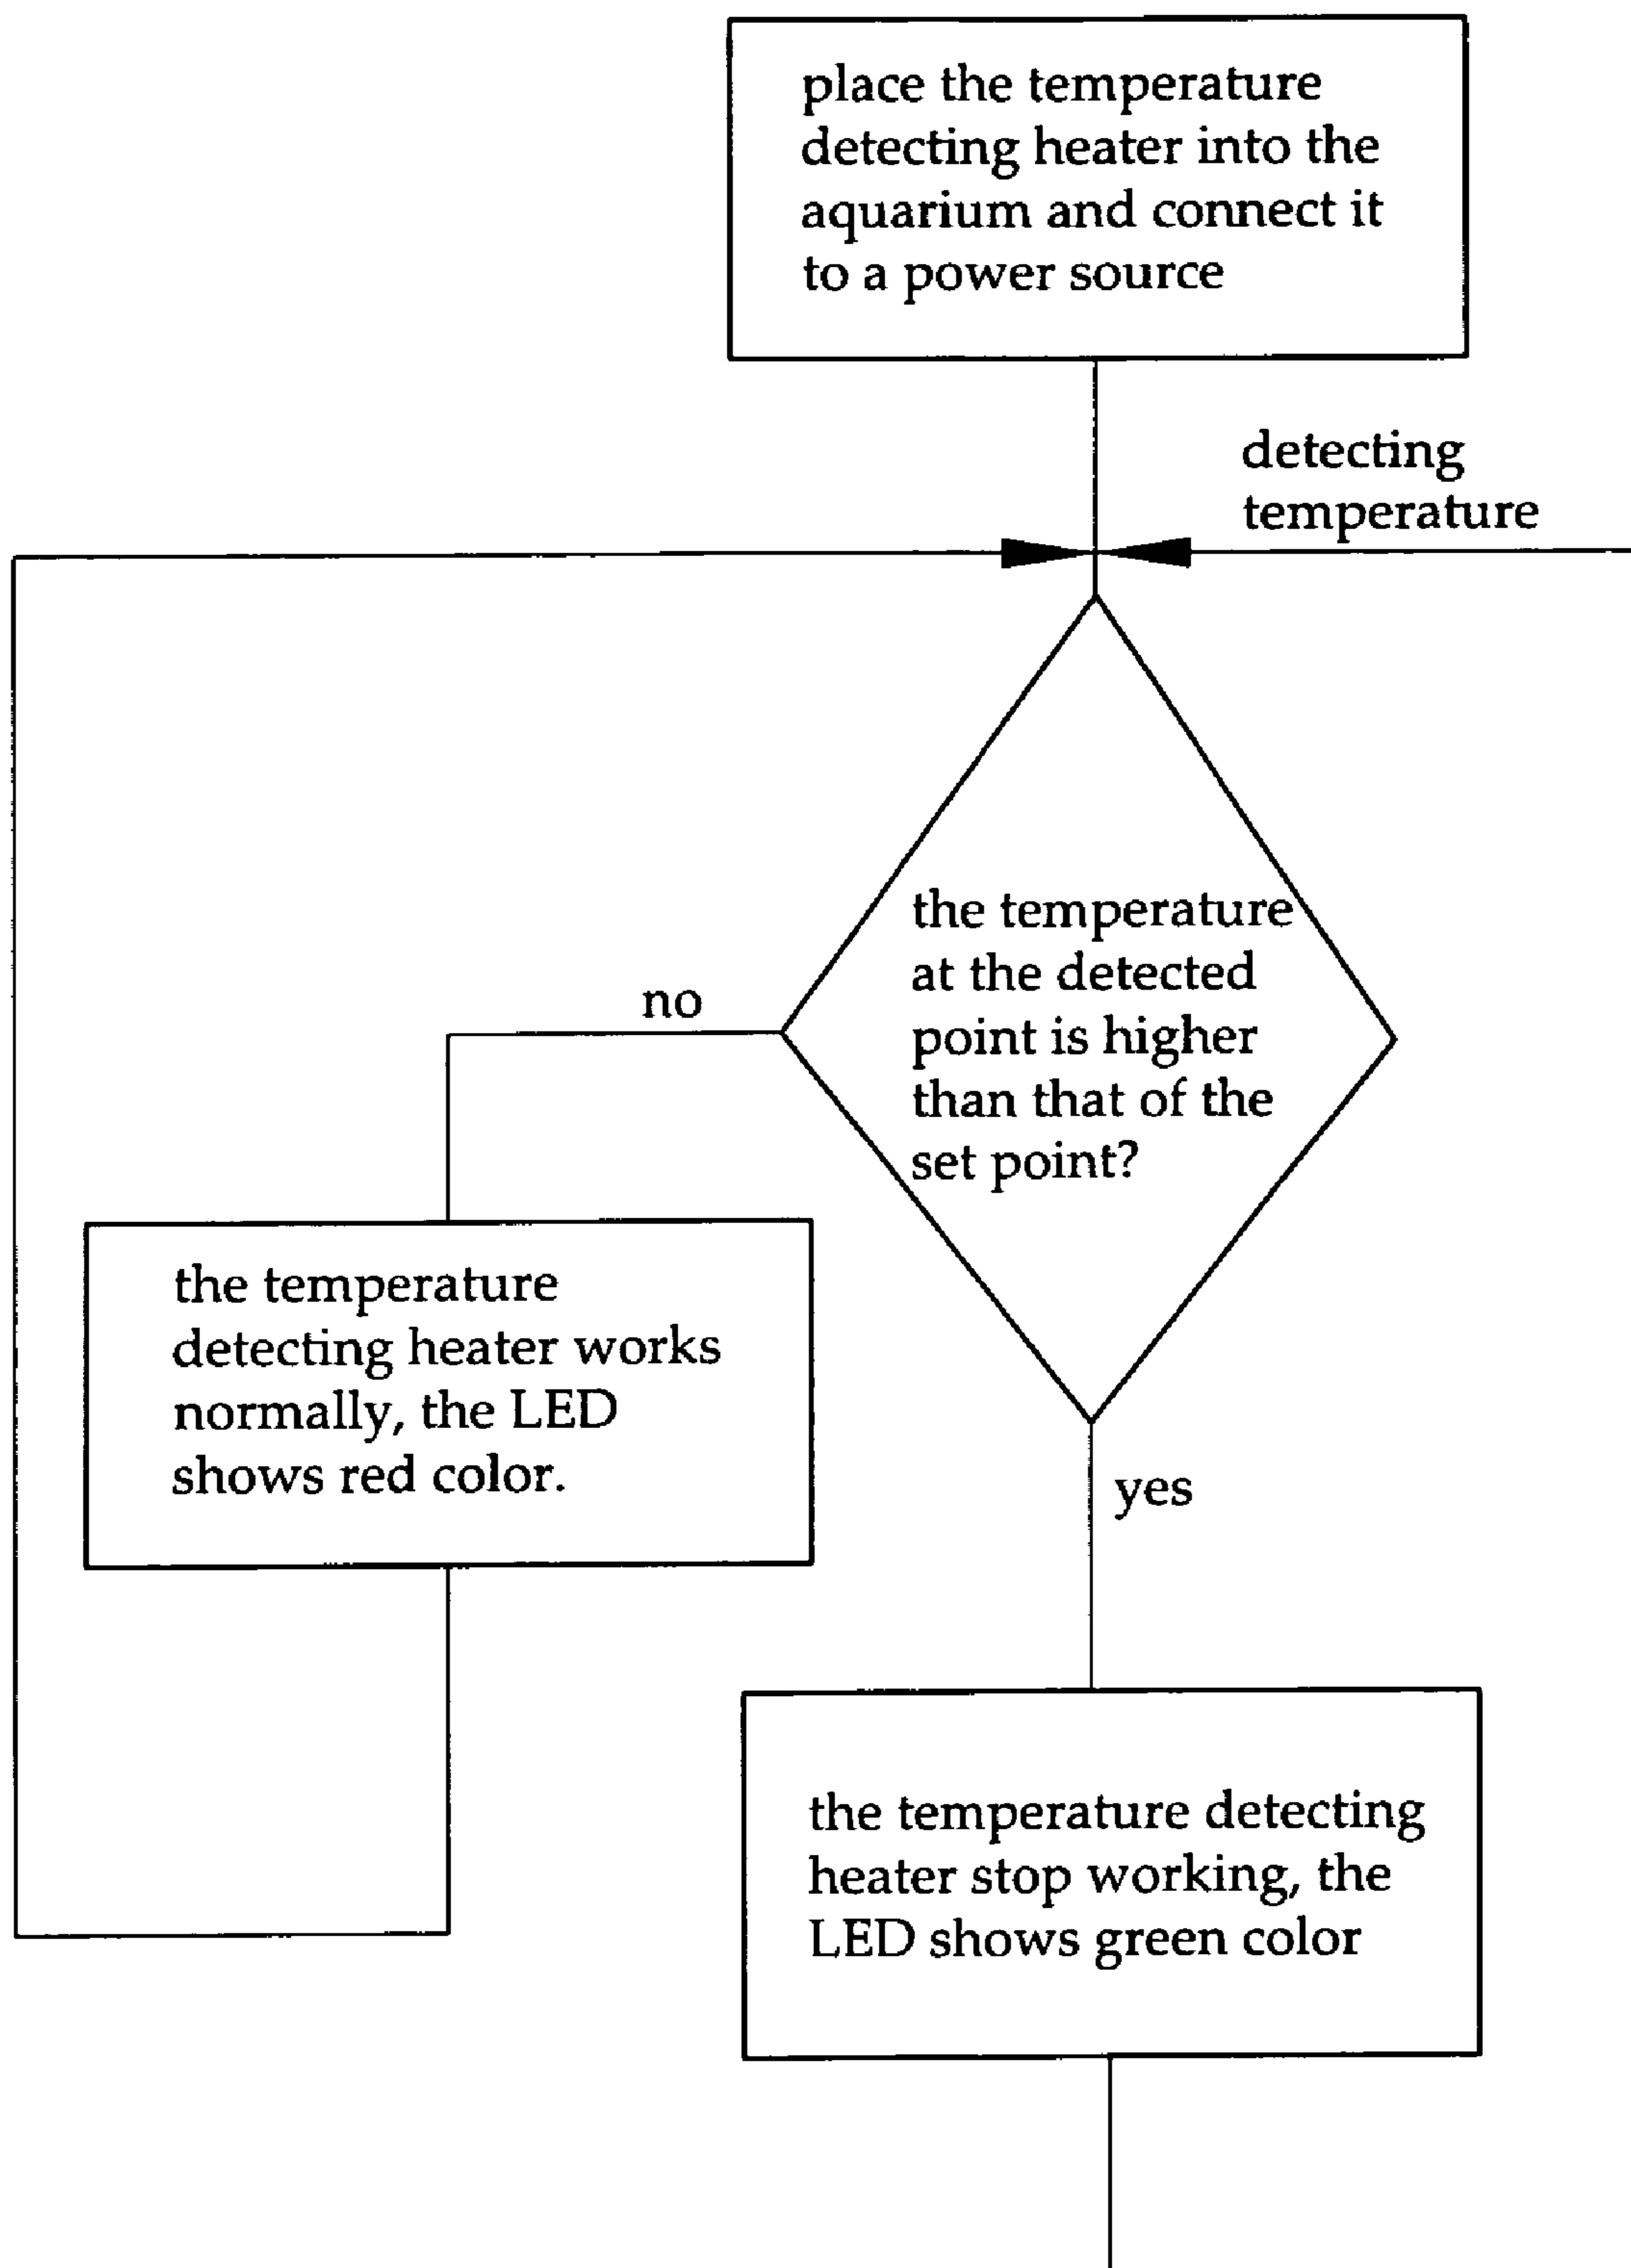 place the temperature
detecting heater into the
aquarium and connect it
to a power source
detecting
temperature
the temperature
at the detected
point is higher
than that of the
set point?
no
the temperature
detecting heater works
normally, the LED
shows red color.
yes
the temperature detecting
heater stop working, the
LED shows green color